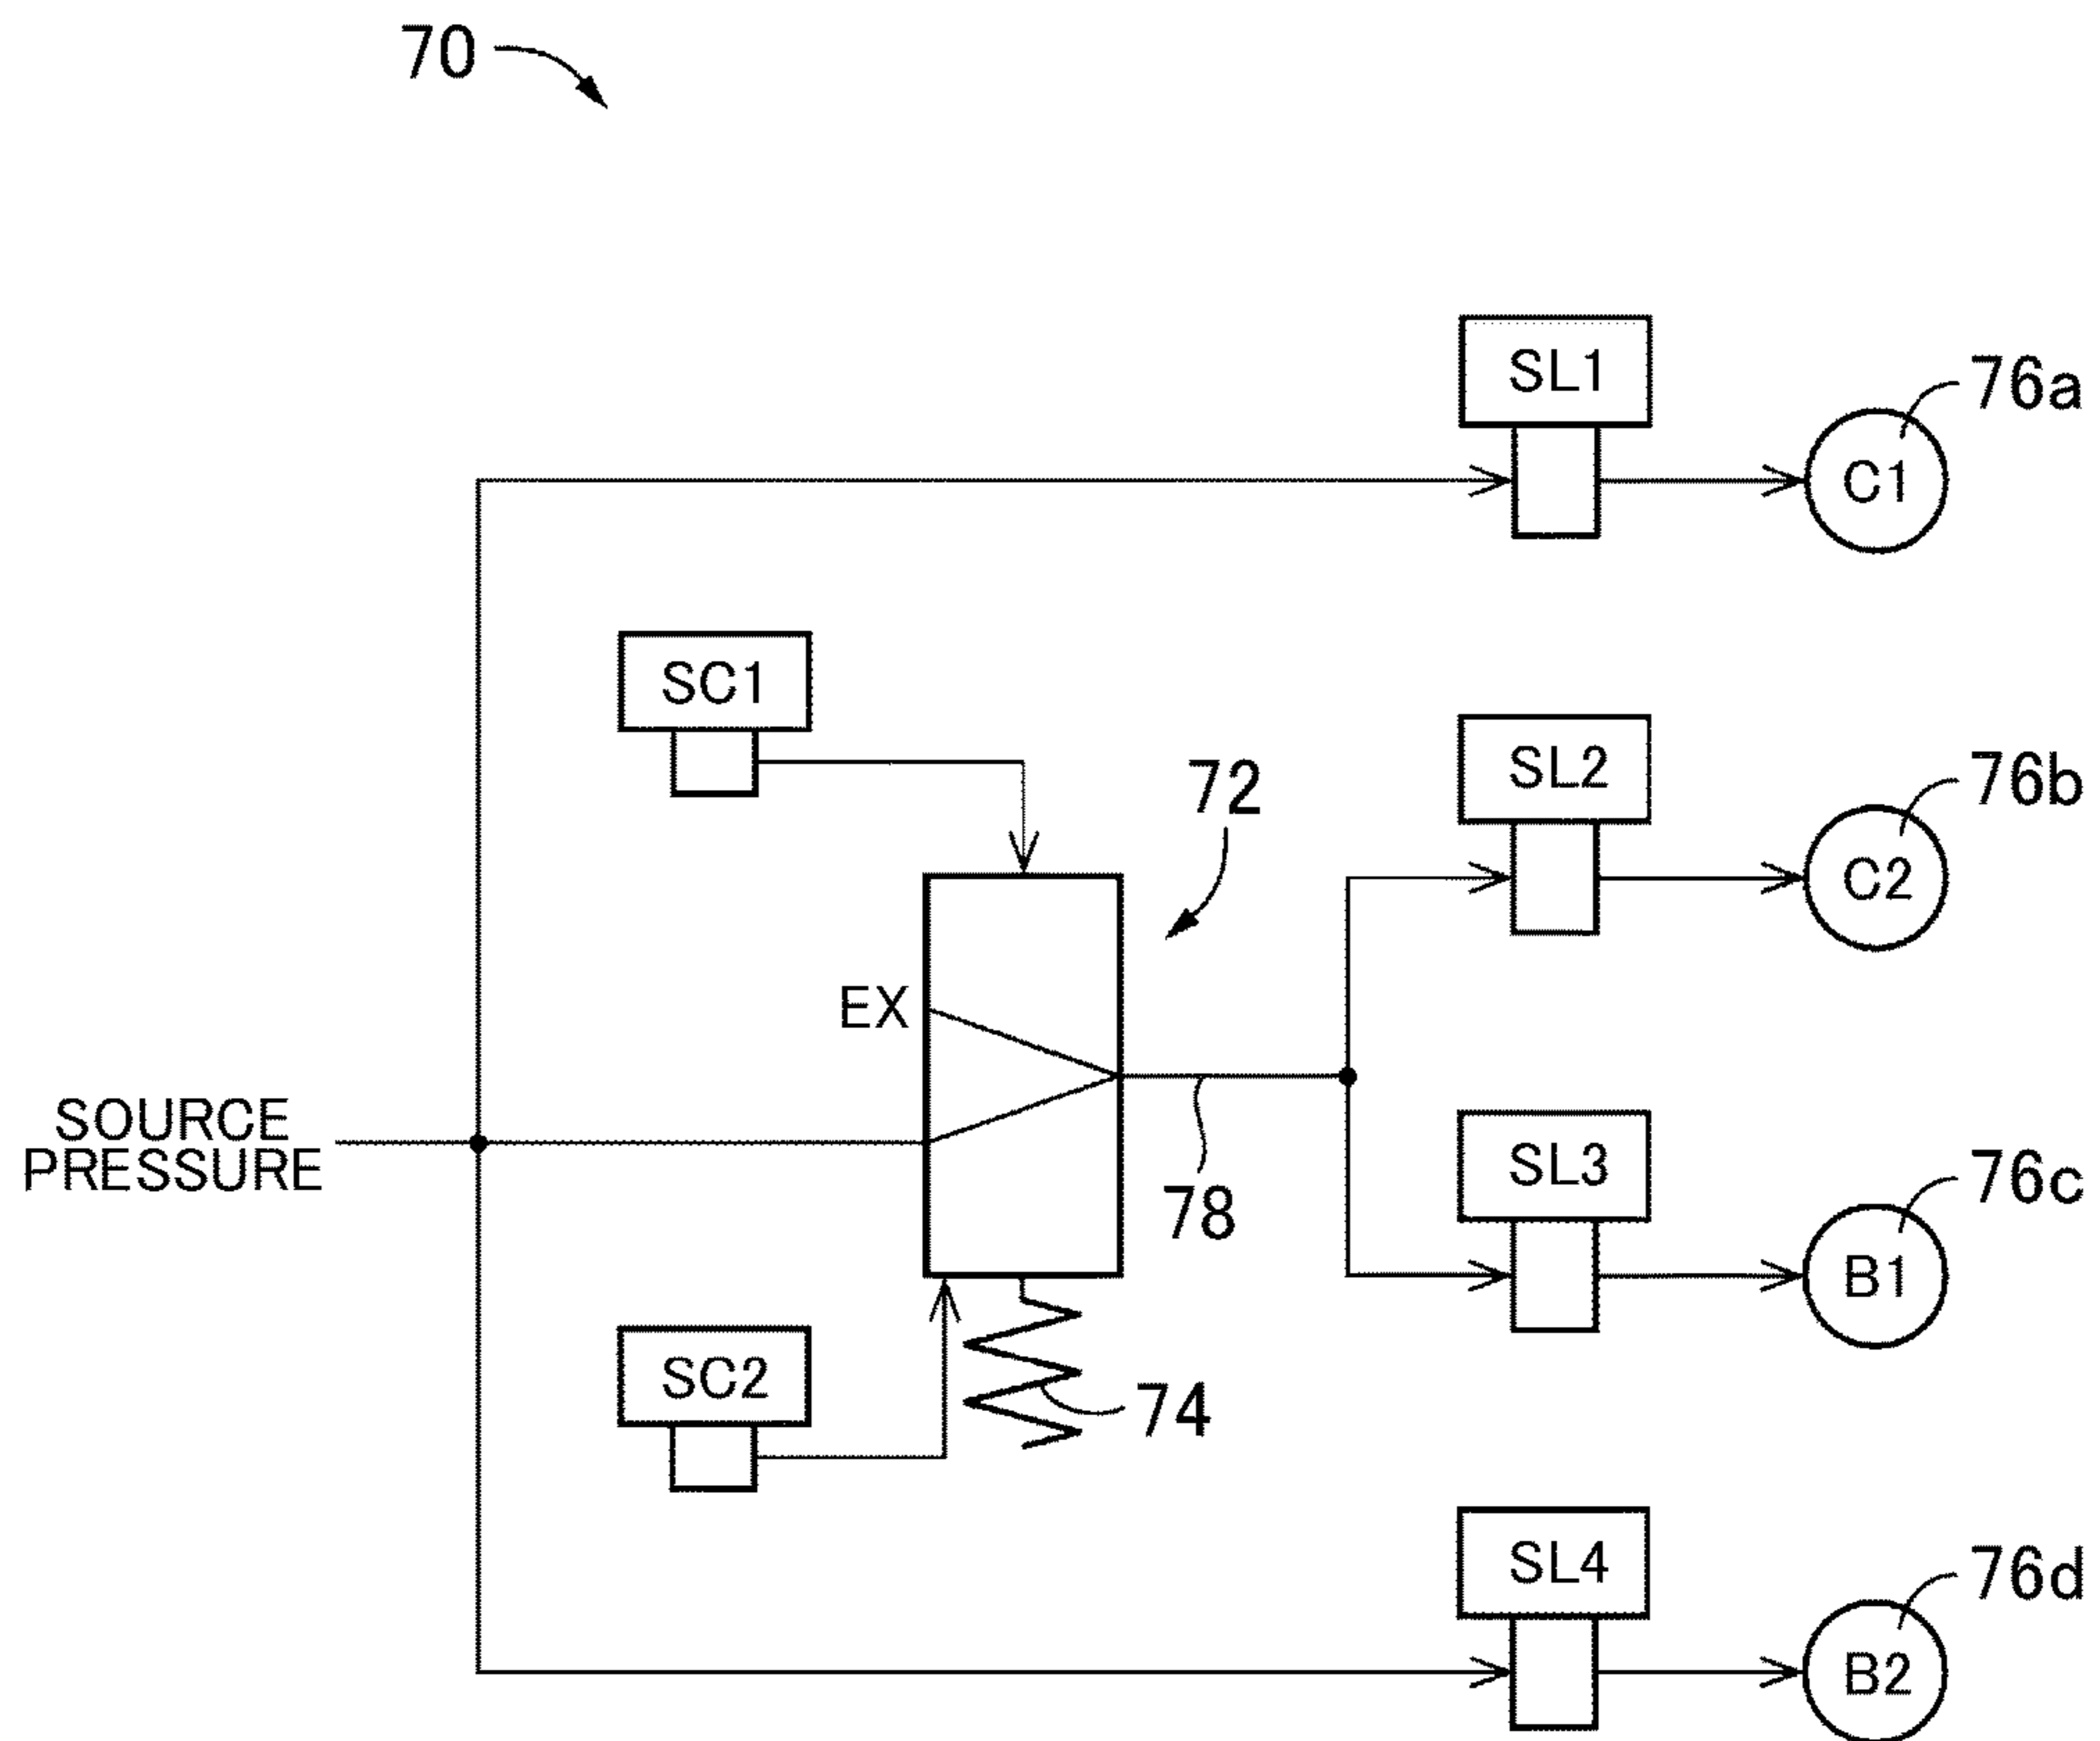 70
SL1
76a
C1
SC1
72
SL2
76b
C2
EX
SOURCE
PRESSURE
78
SL3
76c
B1
SC2
74
SL4
76d
B2